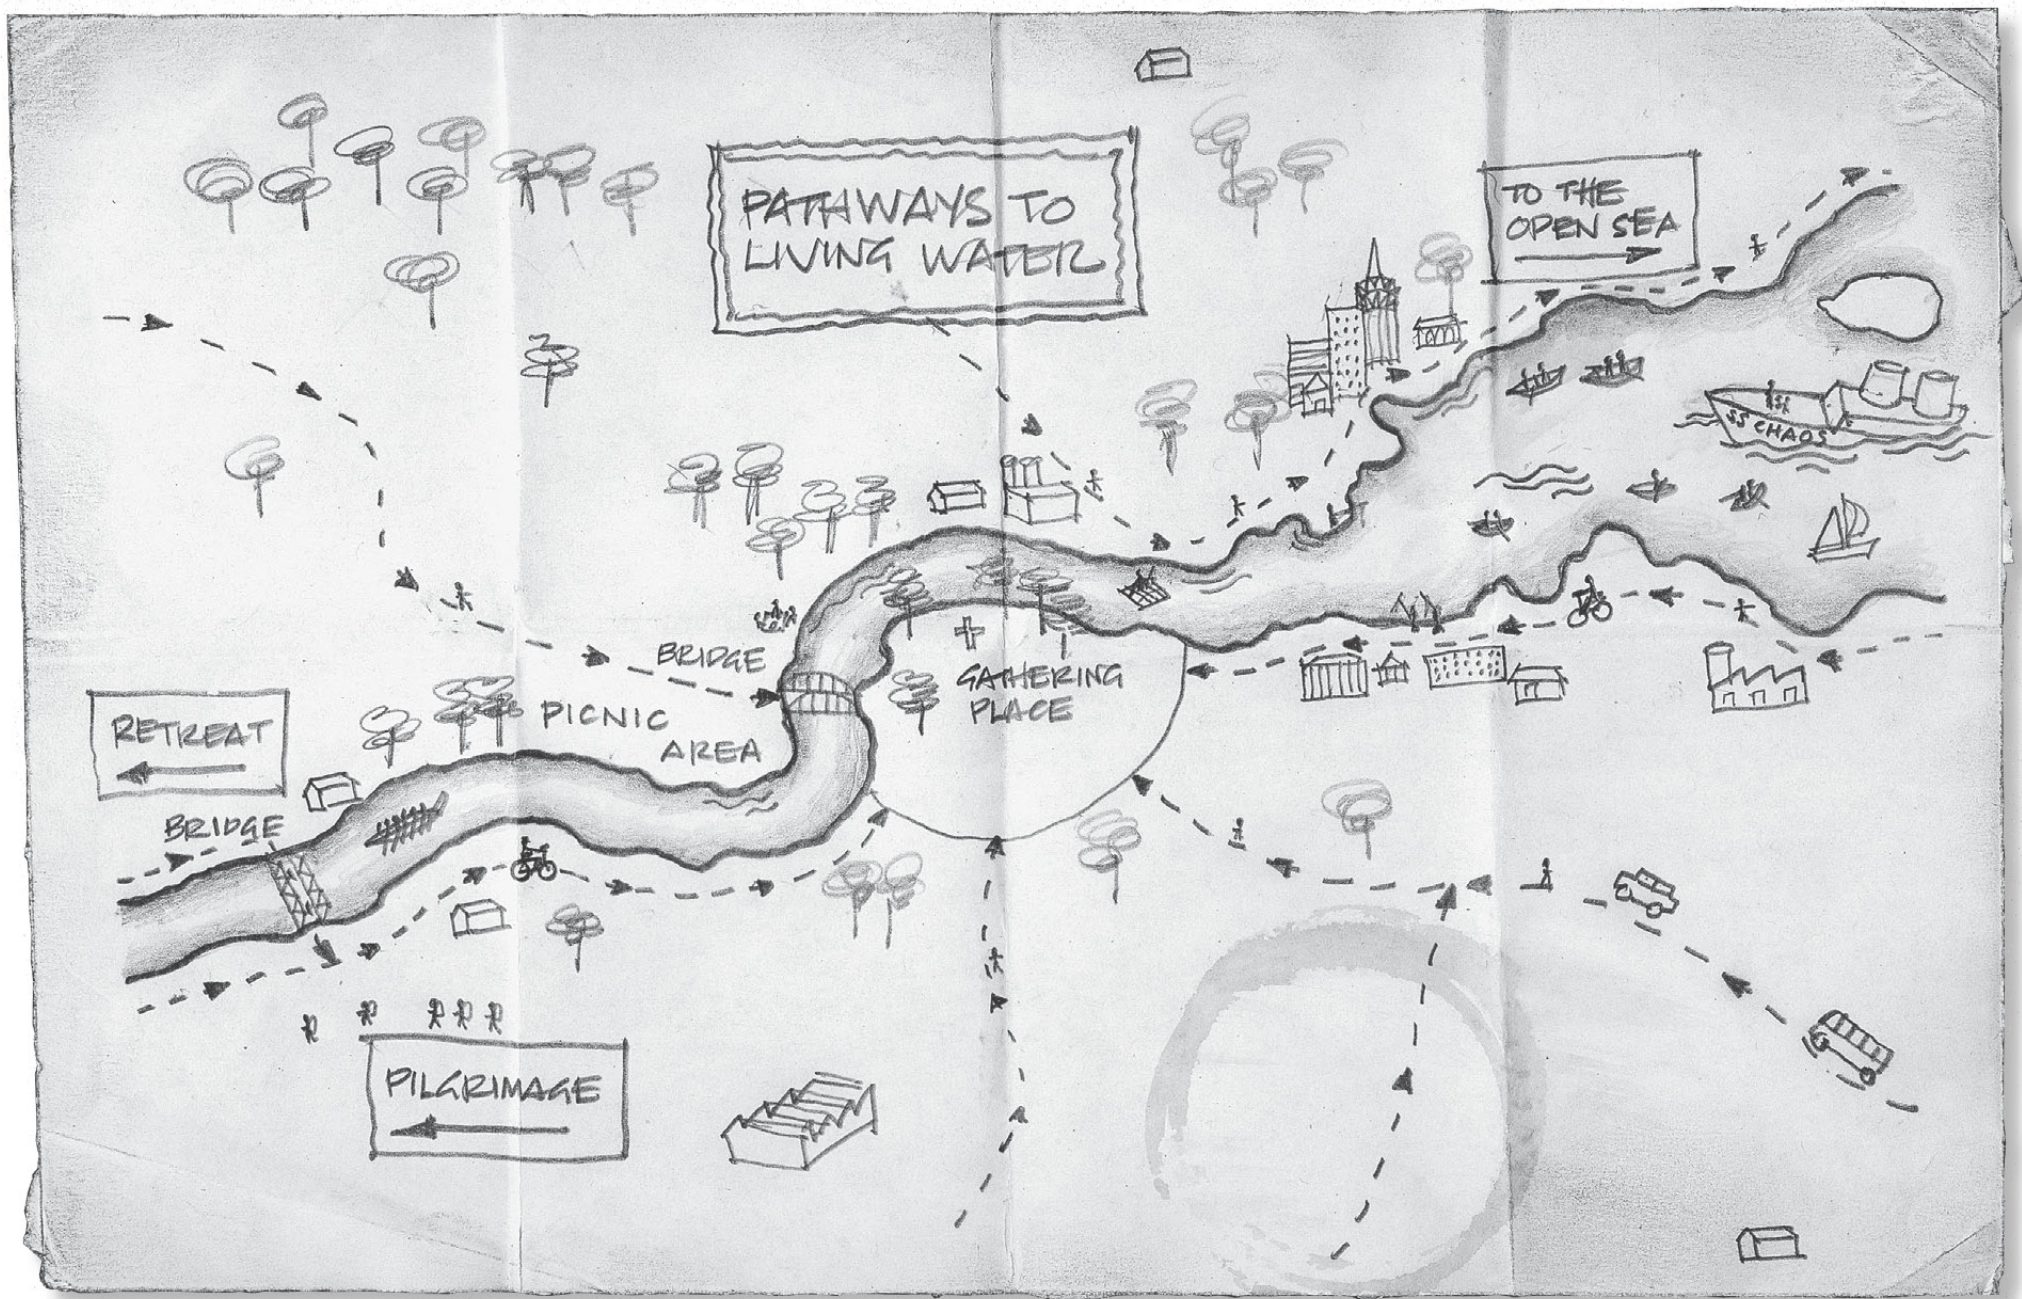 PATHWAYS TO
LIVING WATER
TO THE
OPEN SEA
SS CHAOS
BRIDGE
PICNIC
AREA
GATHERING
PLACE
RETREAT
BRIDGE
PILGRIMAGE